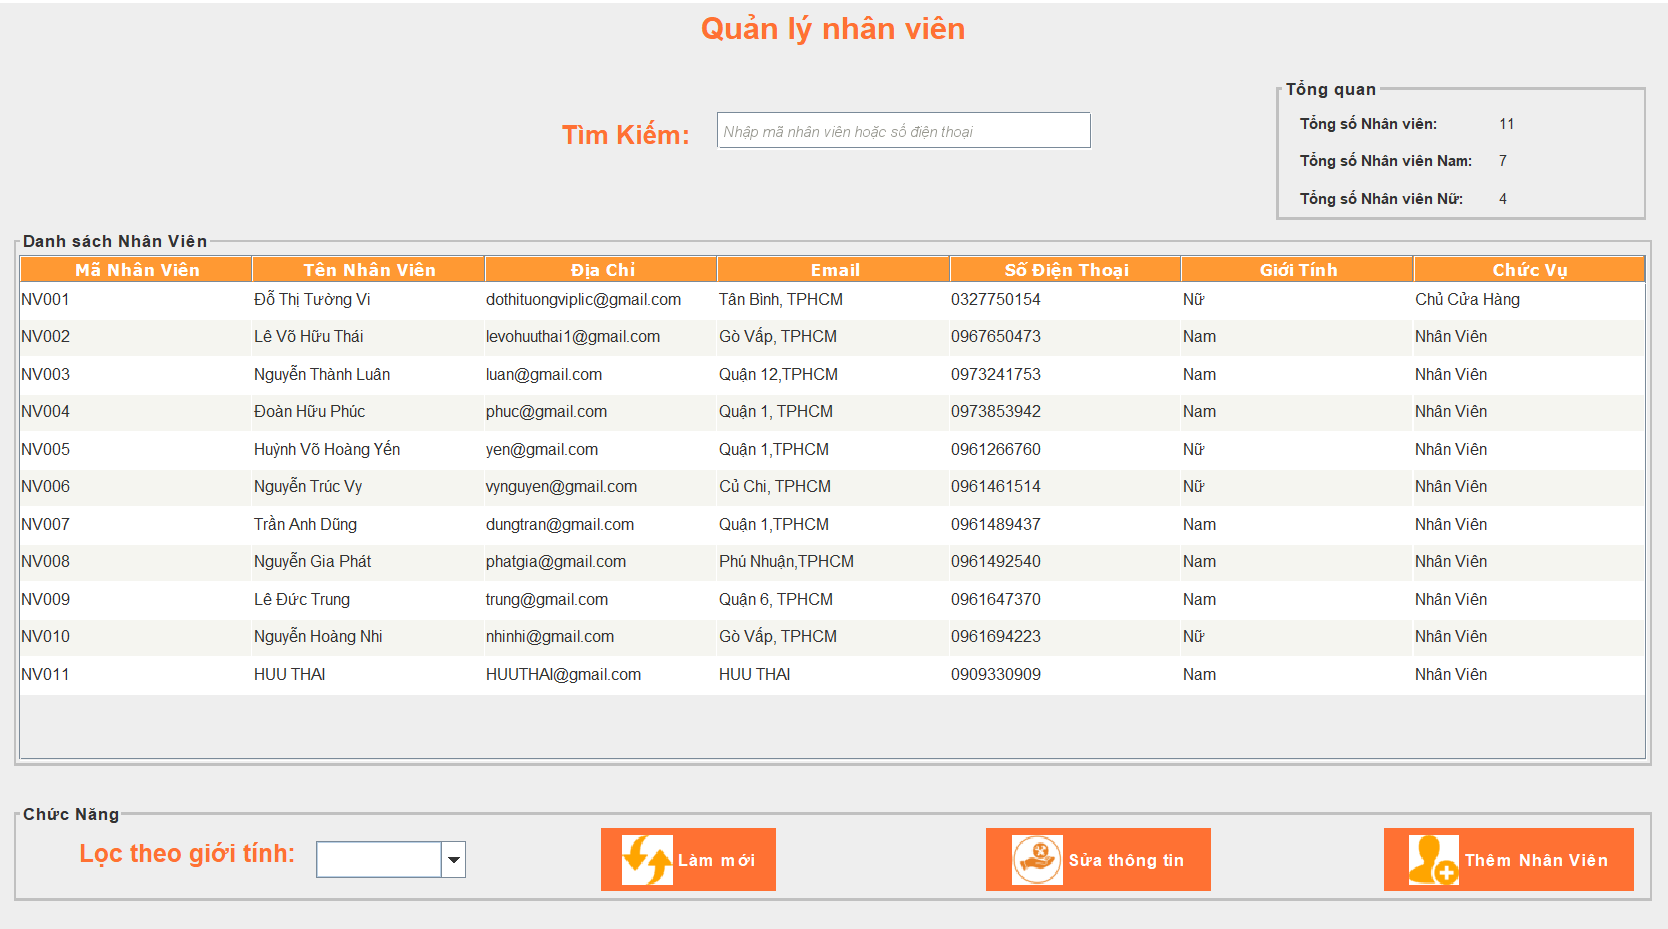 Quản lý nhân viên
Tổng quan
Tìm Kiếm: Nhập mã nhân viên hoặc số điện thoại
Tổng số Nhân viên: 11
Tổng số Nhân viên Nam: 7
Tổng số Nhân viên Nữ: 4
Danh sách Nhân Viên
Mã Nhân Viên Tên Nhân Viên Địa Chỉ Email Số Điện Thoại Giới Tính Chức Vụ
NV001 Đỗ Thị Tường Vi dothituongviplic@gmail.com Tân Bình, TPHCM 0327750154 Nữ Chủ Cửa Hàng
NV002 Lê Võ Hữu Thái levohuuthai1@gmail.com Gò Vấp, TPHCM 0967650473 Nam Nhân Viên
NV003 Nguyễn Thành Luân luan@gmail.com Quận 12,TPHCM 0973241753 Nam Nhân Viên
NV004 Đoàn Hữu Phúc phuc@gmail.com Quận 1, TPHCM 0973853942 Nam Nhân Viên
NV005 Huỳnh Võ Hoàng Yến yen@gmail.com Quận 1,TPHCM 0961266760 Nữ Nhân Viên
NV006 Nguyễn Trúc Vy vynguyen@gmail.com Củ Chi, TPHCM 0961461514 Nữ Nhân Viên
NV007 Trần Anh Dũng dungtran@gmail.com Quận 1,TPHCM 0961489437 Nam Nhân Viên
NV008 Nguyễn Gia Phát phatgia@gmail.com Phú Nhuận,TPHCM 0961492540 Nam Nhân Viên
NV009 Lê Đức Trung trung@gmail.com Quận 6, TPHCM 0961647370 Nam Nhân Viên
NV010 Nguyễn Hoàng Nhi nhinhi@gmail.com Gò Vấp, TPHCM 0961694223 Nữ Nhân Viên
NV011 HUU THAI HUUTHAI@gmail.com HUU THAI 0909330909 Nam Nhân Viên
Chức Năng
Lọc theo giới tính: Làm mới Sửa thông tin Thêm Nhân Viên